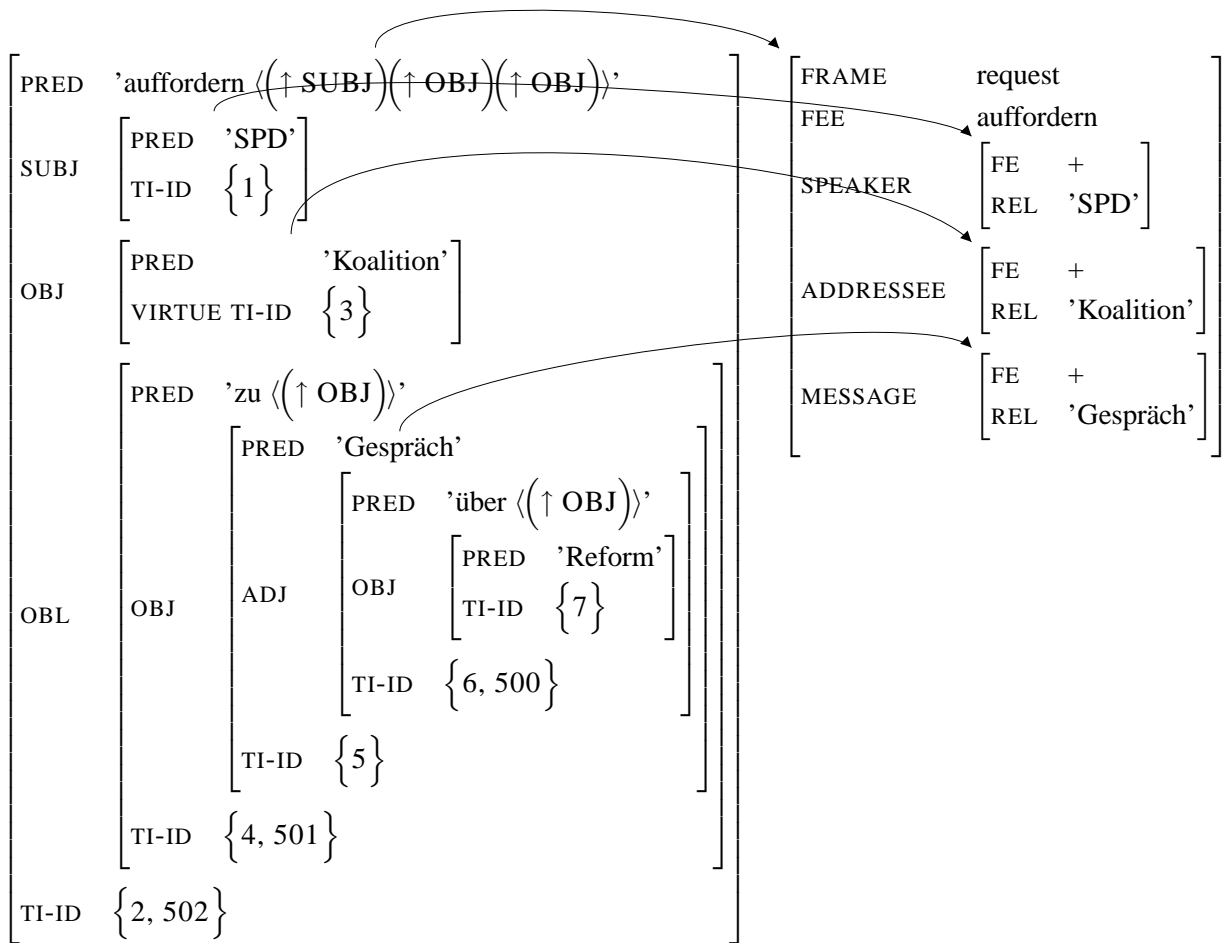 PRED ’auffordern ⟨(↑ SUBJ)(↑ OBJ)(↑ OBJ)⟩’
SUBJ
PRED ’SPD’
TI-ID {1}
OBJ
PRED ’Koalition’
VIRTUE TI-ID {3}
OBL
PRED ’zu ⟨(↑ OBJ)⟩’
OBJ
PRED ’Gespräch’
ADJ
PRED ’über ⟨(↑ OBJ)⟩’
OBJ
PRED ’Reform’
TI-ID {7}
TI-ID {6, 500}
TI-ID {5}
TI-ID {4, 501}
TI-ID {2, 502}
FRAME request
FEE auffordern
SPEAKER
FE +
REL ’SPD’
ADDRESSEE
FE +
REL ’Koalition’
MESSAGE
FE +
REL ’Gespräch’